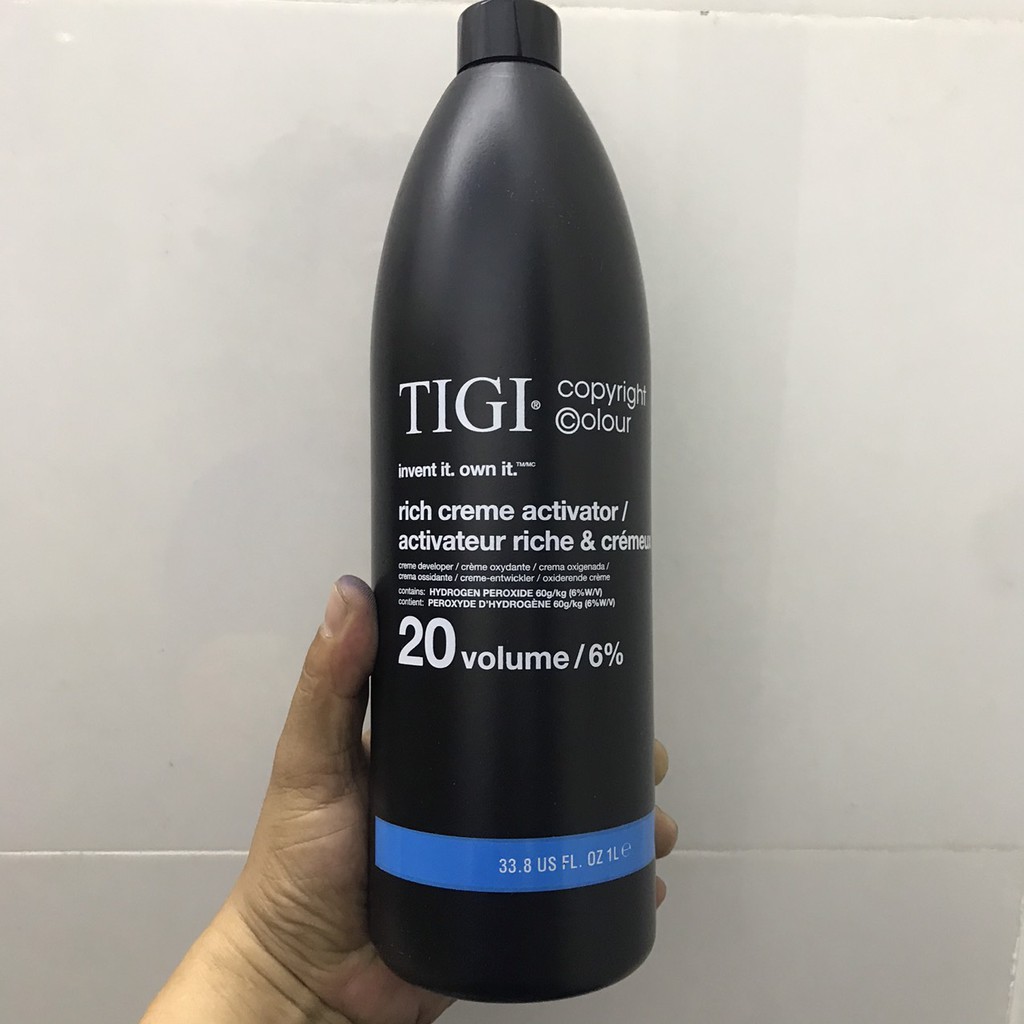 TIGI® copyright
©olour
invent it. own it.™/MC
rich creme activator /
activateur riche & crémeux
creme developer / crème oxydante / crema oxigenada /
crema ossidante / creme-entwickler / oxiderende crème
contains: HYDROGEN PEROXIDE 60g/kg (6%W/V)
contient: PEROXYDE D'HYDROGÈNE 60g/kg (6%W/V)
20 volume / 6%
33.8 US FL. OZ 1L ℮